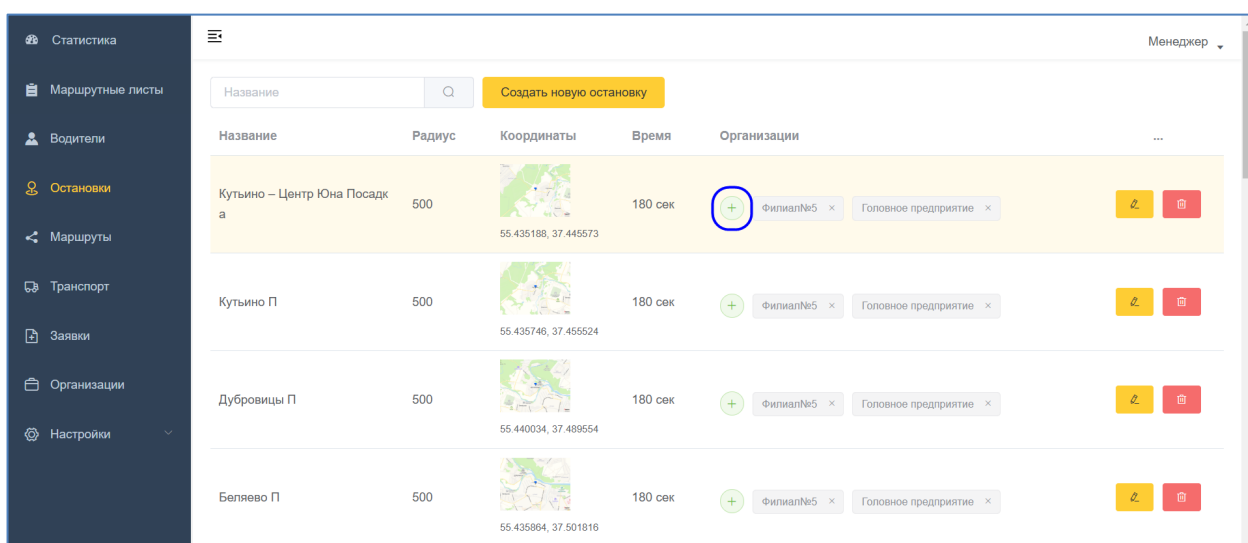 Статистика
Маршрутные листы
Водители
Остановки
Маршруты
Транспорт
Заявки
Организации
Настройки
Менеджер
Название
Создать новую остановку
Название Радиус Координаты Время Организации ...
Кутьино – Центр Юна Посадк
а
500
55.435188, 37.445573
180 сек
Филиал№5 × Головное предприятие ×
Кутьино П
500
55.435746, 37.455524
180 сек
Филиал№5 × Головное предприятие ×
Дубровицы П
500
55.440034, 37.489554
180 сек
Филиал№5 × Головное предприятие ×
Беляево П
500
55.435864, 37.501816
180 сек
Филиал№5 × Головное предприятие ×